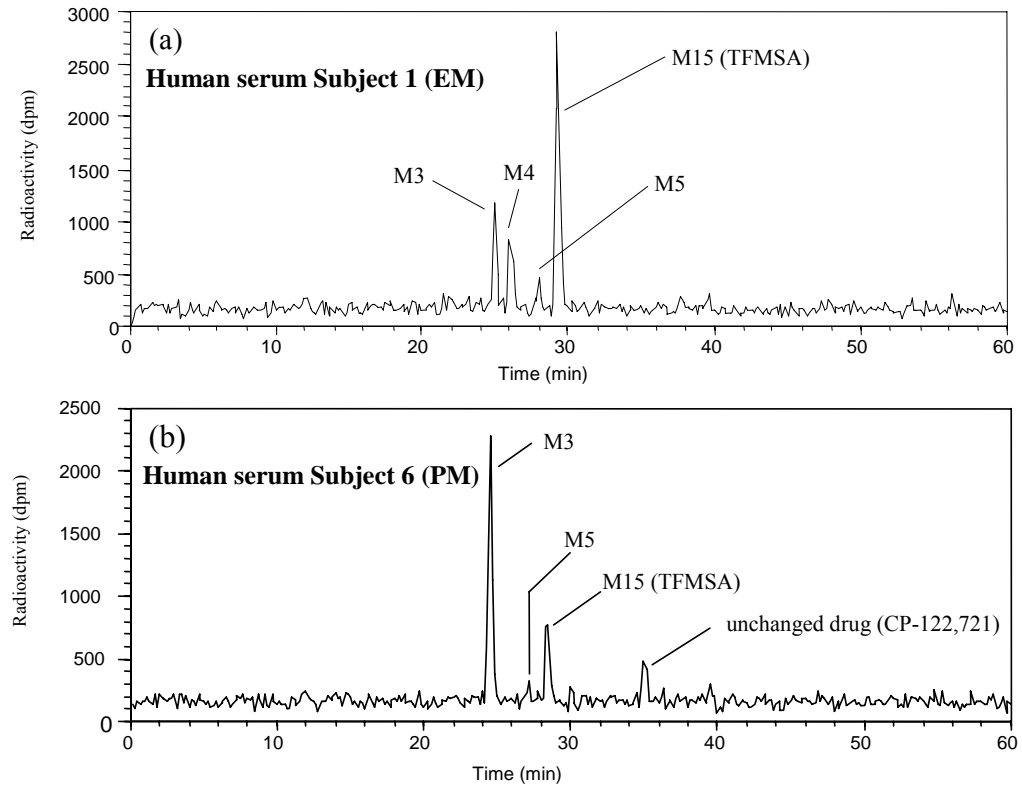 3000
(a)
Human serum Subject 1 (EM)
M15 (TFMSA)
2500
2000
Radioactivity (dpm)
1500
M3
M4
M5
1000
500
0
0 10 20 30 40 50 60
Time (min)
2500
(b)
Human serum Subject 6 (PM)
M3
2000
Radioactivity (dpm)
1500
M5
M15 (TFMSA)
1000
unchanged drug (CP-122,721)
500
0
0 10 20 30 40 50 60
Time (min)